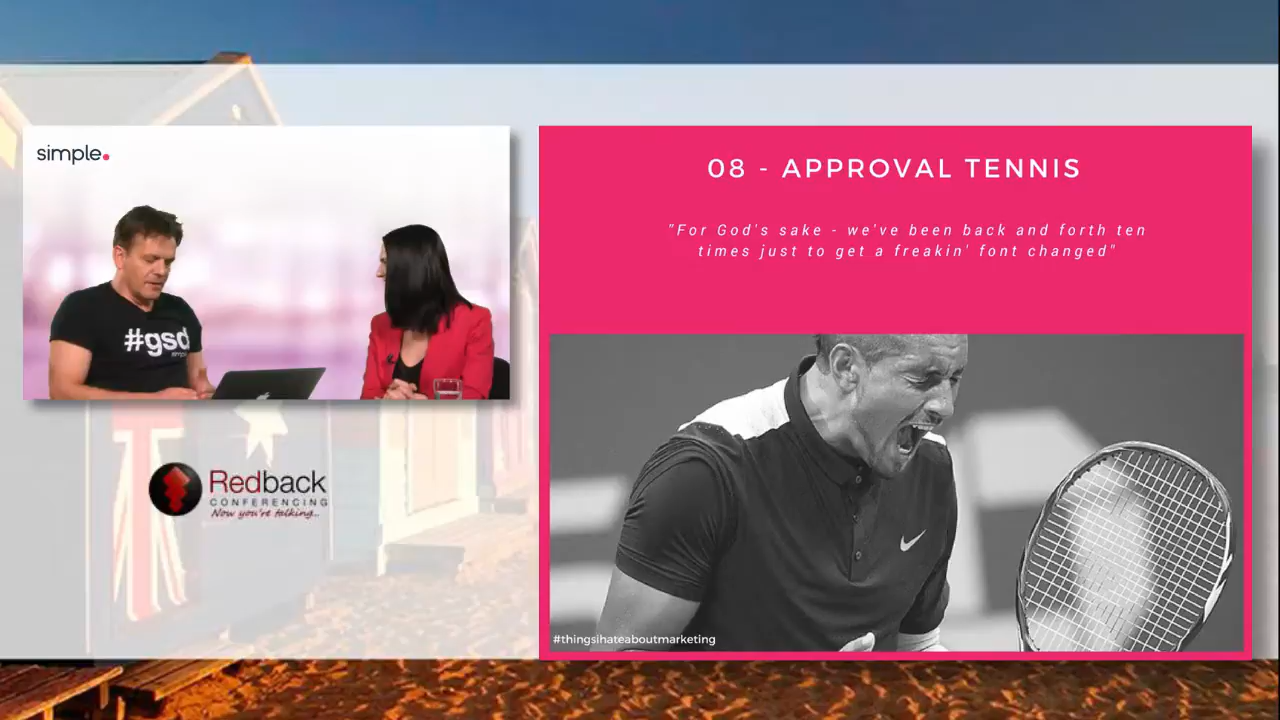 simple.
#gsd
simple
08 - APPROVAL TENNIS
"For God's sake - we've been back and forth ten
times just to get a freakin' font changed"
Redback
CONFERENCING
Now you're talking...
#thingsihateaboutmarketing